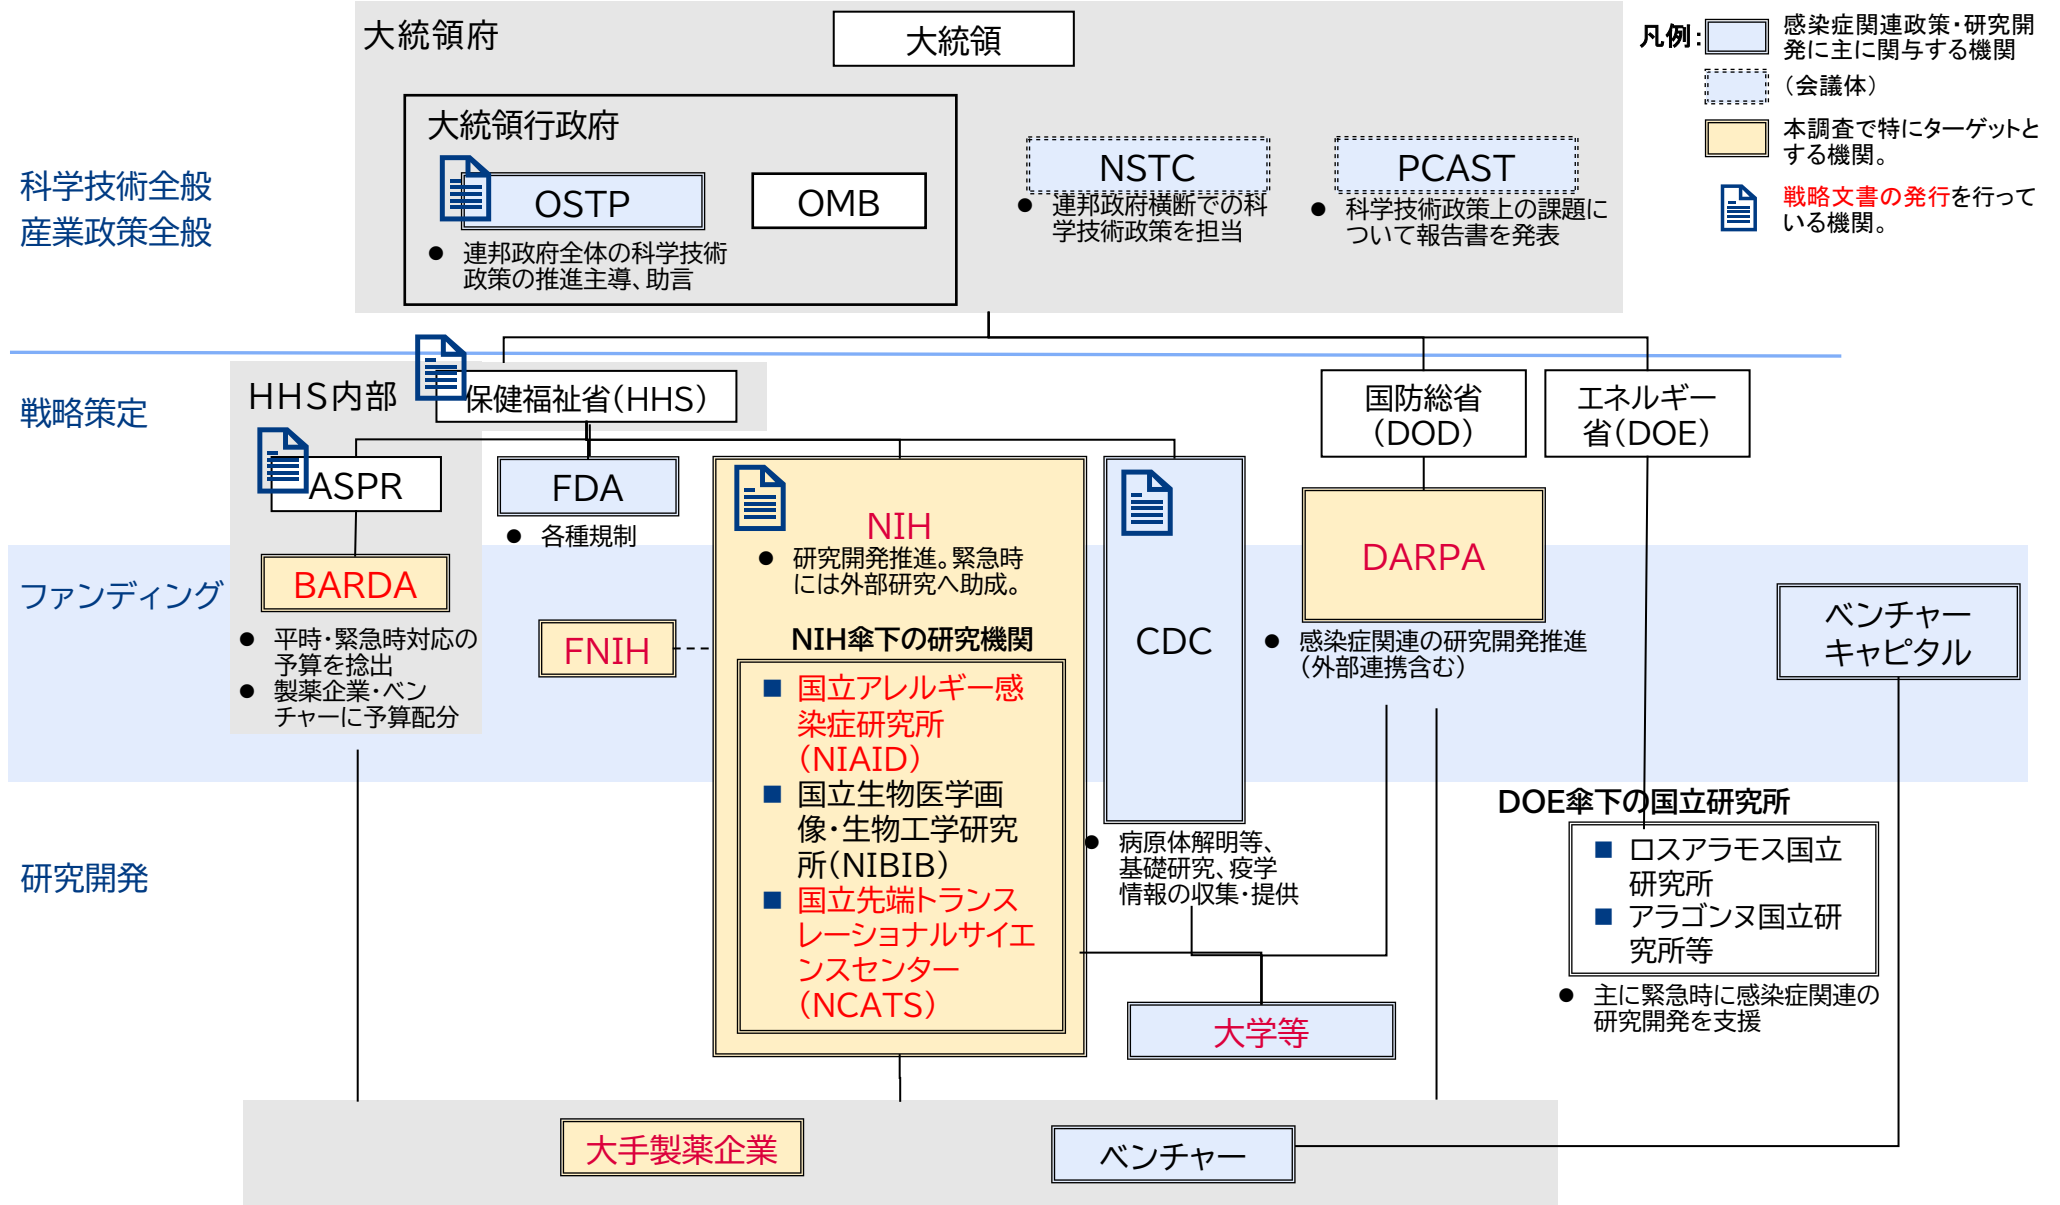 大統領府
大統領
凡例:
感染症関連政策・研究開
発に主に関与する機関
（会議体）
本調査で特にターゲットと
する機関。
戦略文書の発行を行って
いる機関。
科学技術全般
産業政策全般
大統領行政府
OSTP
OMB
● 連邦政府全体の科学技術
政策の推進主導、助言
NSTC
● 連邦政府横断での科
学技術政策を担当
PCAST
● 科学技術政策上の課題に
ついて報告書を発表
戦略策定
HHS内部
保健福祉省（HHS）
国防総省
（DOD）
エネルギー
省（DOE）
ASPR
FDA
● 各種規制
NIH
● 研究開発推進。緊急時
には外部研究へ助成。
DARPA
ファンディング
BARDA
● 平時・緊急時対応の
予算を捻出
● 製薬企業・ベン
チャーに予算配分
FNIH
NIH傘下の研究機関
■ 国立アレルギー感
染症研究所
（NIAID）
■ 国立生物医学画
像・生物工学研究
所（NIBIB）
■ 国立先端トランス
レーショナルサイエ
ンスセンター
（NCATS）
CDC
● 感染症関連の研究開発推進
（外部連携含む）
ベンチャー
キャピタル
研究開発
● 病原体解明等、
基礎研究、疫学
情報の収集・提供
DOE傘下の国立研究所
■ ロスアラモス国立
研究所
■ アラゴンヌ国立研
究所等
● 主に緊急時に感染症関連の
研究開発を支援
大学等
大手製薬企業
ベンチャー